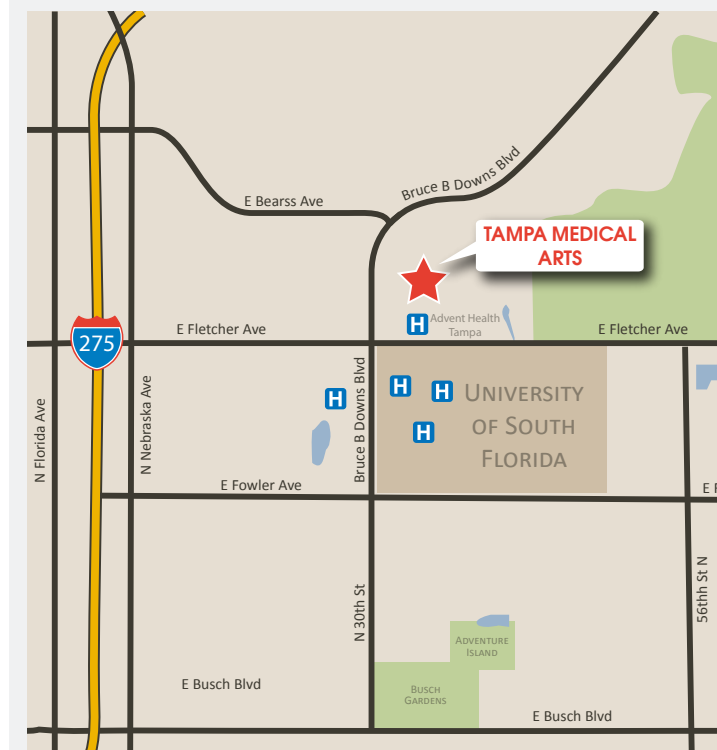 E Bearss Ave
Bruce B Downs Blvd
TAMPA MEDICAL
ARTS
H
Advent Health
Tampa
E Fletcher Ave
E Fletcher Ave
275
N Florida Ave
N Nebraska Ave
Bruce B Downs Blvd
H
H
H
H
UNIVERSITY
OF SOUTH
FLORIDA
E Fowler Ave
E F
N 30th St
56thh St N
ADVENTURE
ISLAND
BUSCH
GARDENS
E Busch Blvd
E Busch Blvd